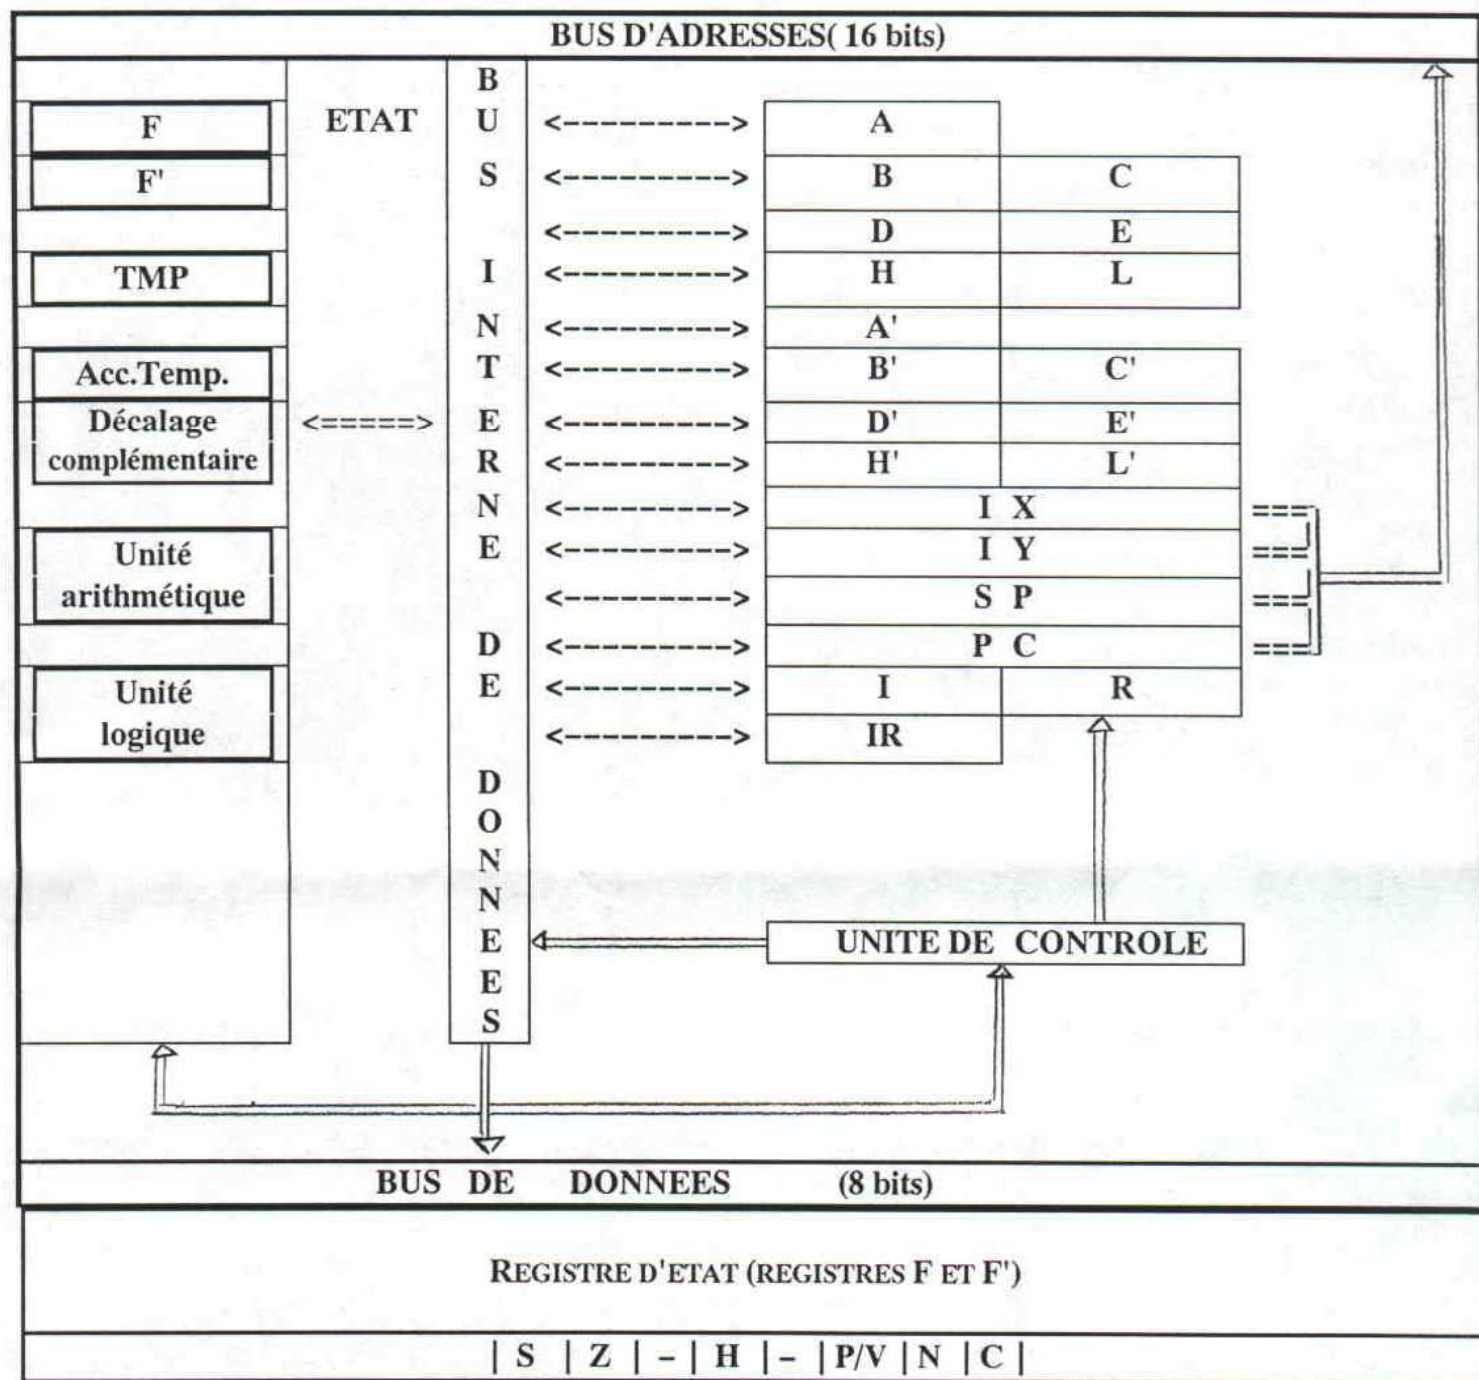 BUS D'ADRESSES( 16 bits)
B
F ETAT U <----------> A
F' S <----------> B C
<----------> D E
TMP I <----------> H L
N <----------> A'
Acc.Temp. T <----------> B' C'
Décalage <=====> E <----------> D' E'
complémentaire R <----------> H' L'
N <----------> I X ====
Unité E <----------> I Y ==
arithmétique <----------> S P ==
D <----------> P C ====
Unité E <----------> I R
logique <----------> IR
D
O
N
N
E UNITE DE CONTROLE
E
S
BUS DE DONNEES (8 bits)
REGISTRE D'ETAT (REGISTRES F ET F')
| S | Z | - | H | - | P/V | N | C |